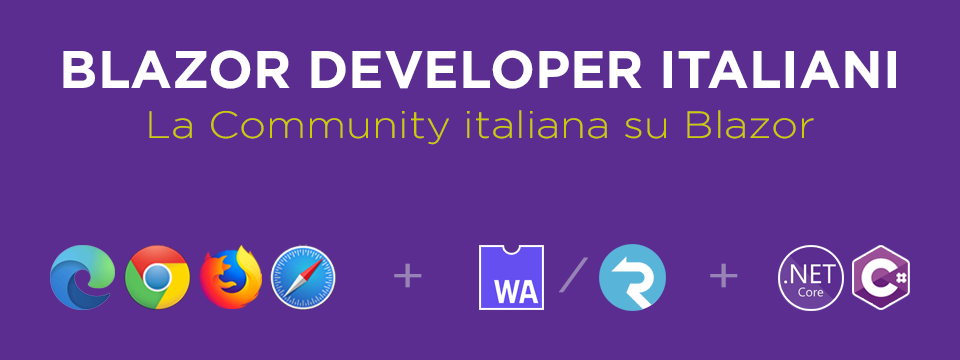 BLAZOR DEVELOPER ITALIANI
La Community italiana su Blazor
+ WA / + .NET Core C#